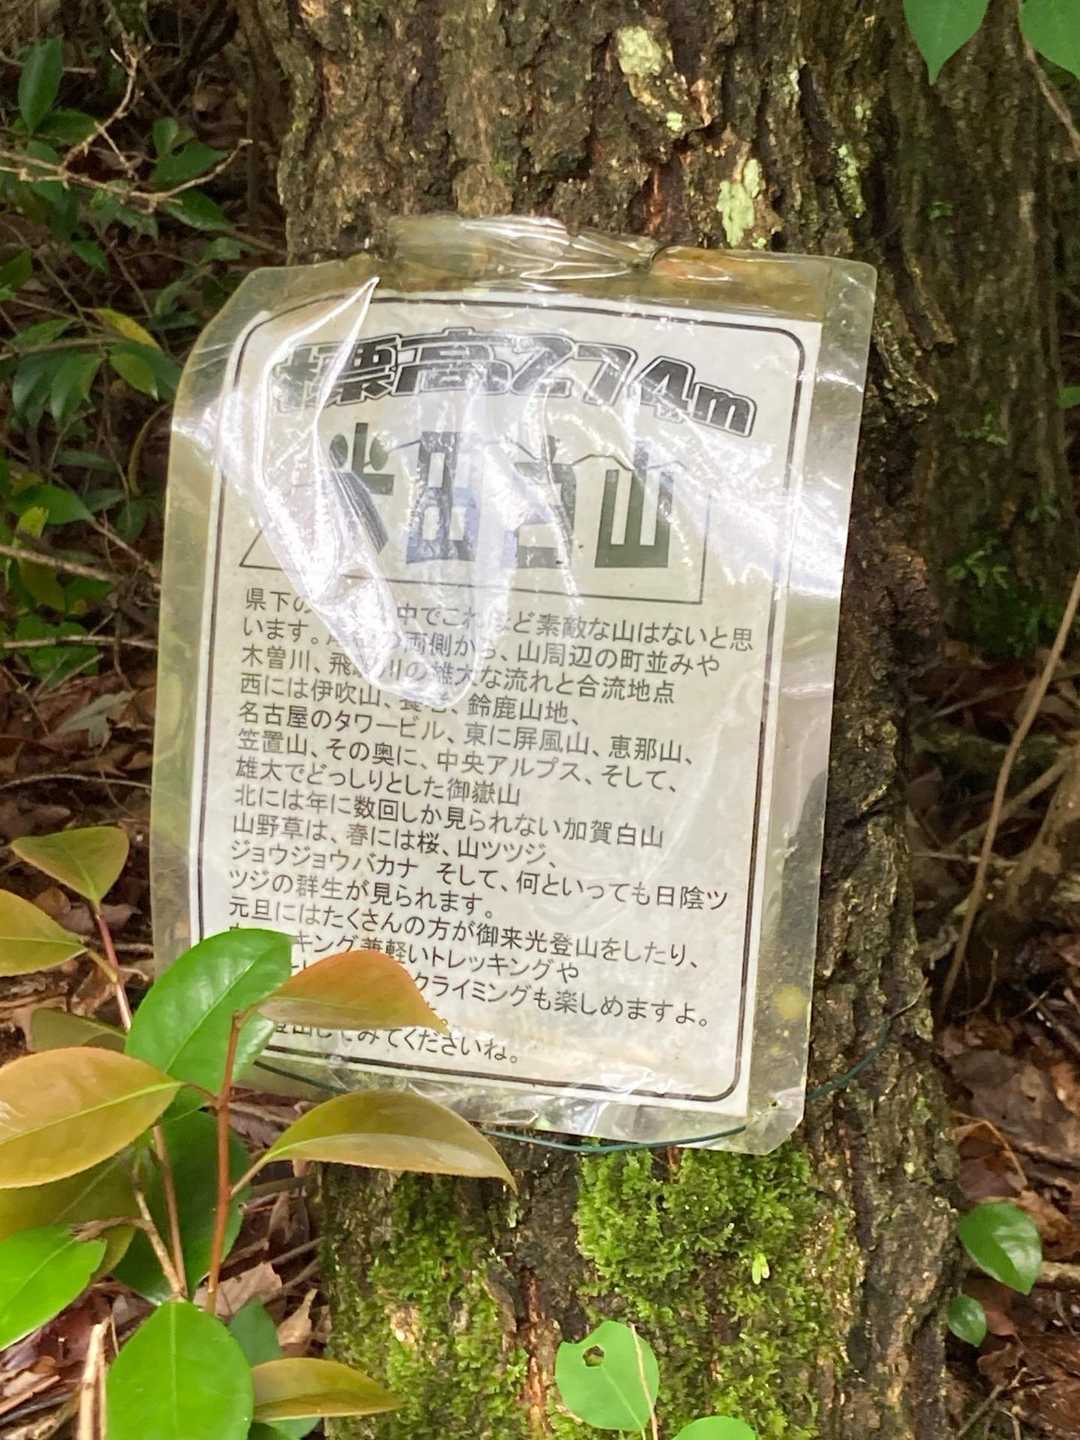 標高274m
山
県下の 中でこれほど素敵な山はないと思
います。 の両側から、山周辺の町並みや
木曽川、飛騨川の雄大な流れと合流地点
西には伊吹山、養老、鈴鹿山地、
名古屋のタワービル、東に屏風山、恵那山、
笠置山、その奥に、中央アルプス、そして、
雄大でどっしりとした御嶽山
北には年に数回しか見られない加賀白山
山野草は、春には桜、山ツツジ、
ジョウジョウバカナ そして、何といっても日陰ツ
ツジの群生が見られます。
元旦にはたくさんの方が御来光登山をしたり、
キング兼軽いトレッキングや
クライミングも楽しめますよ。
登山してみてくださいね。